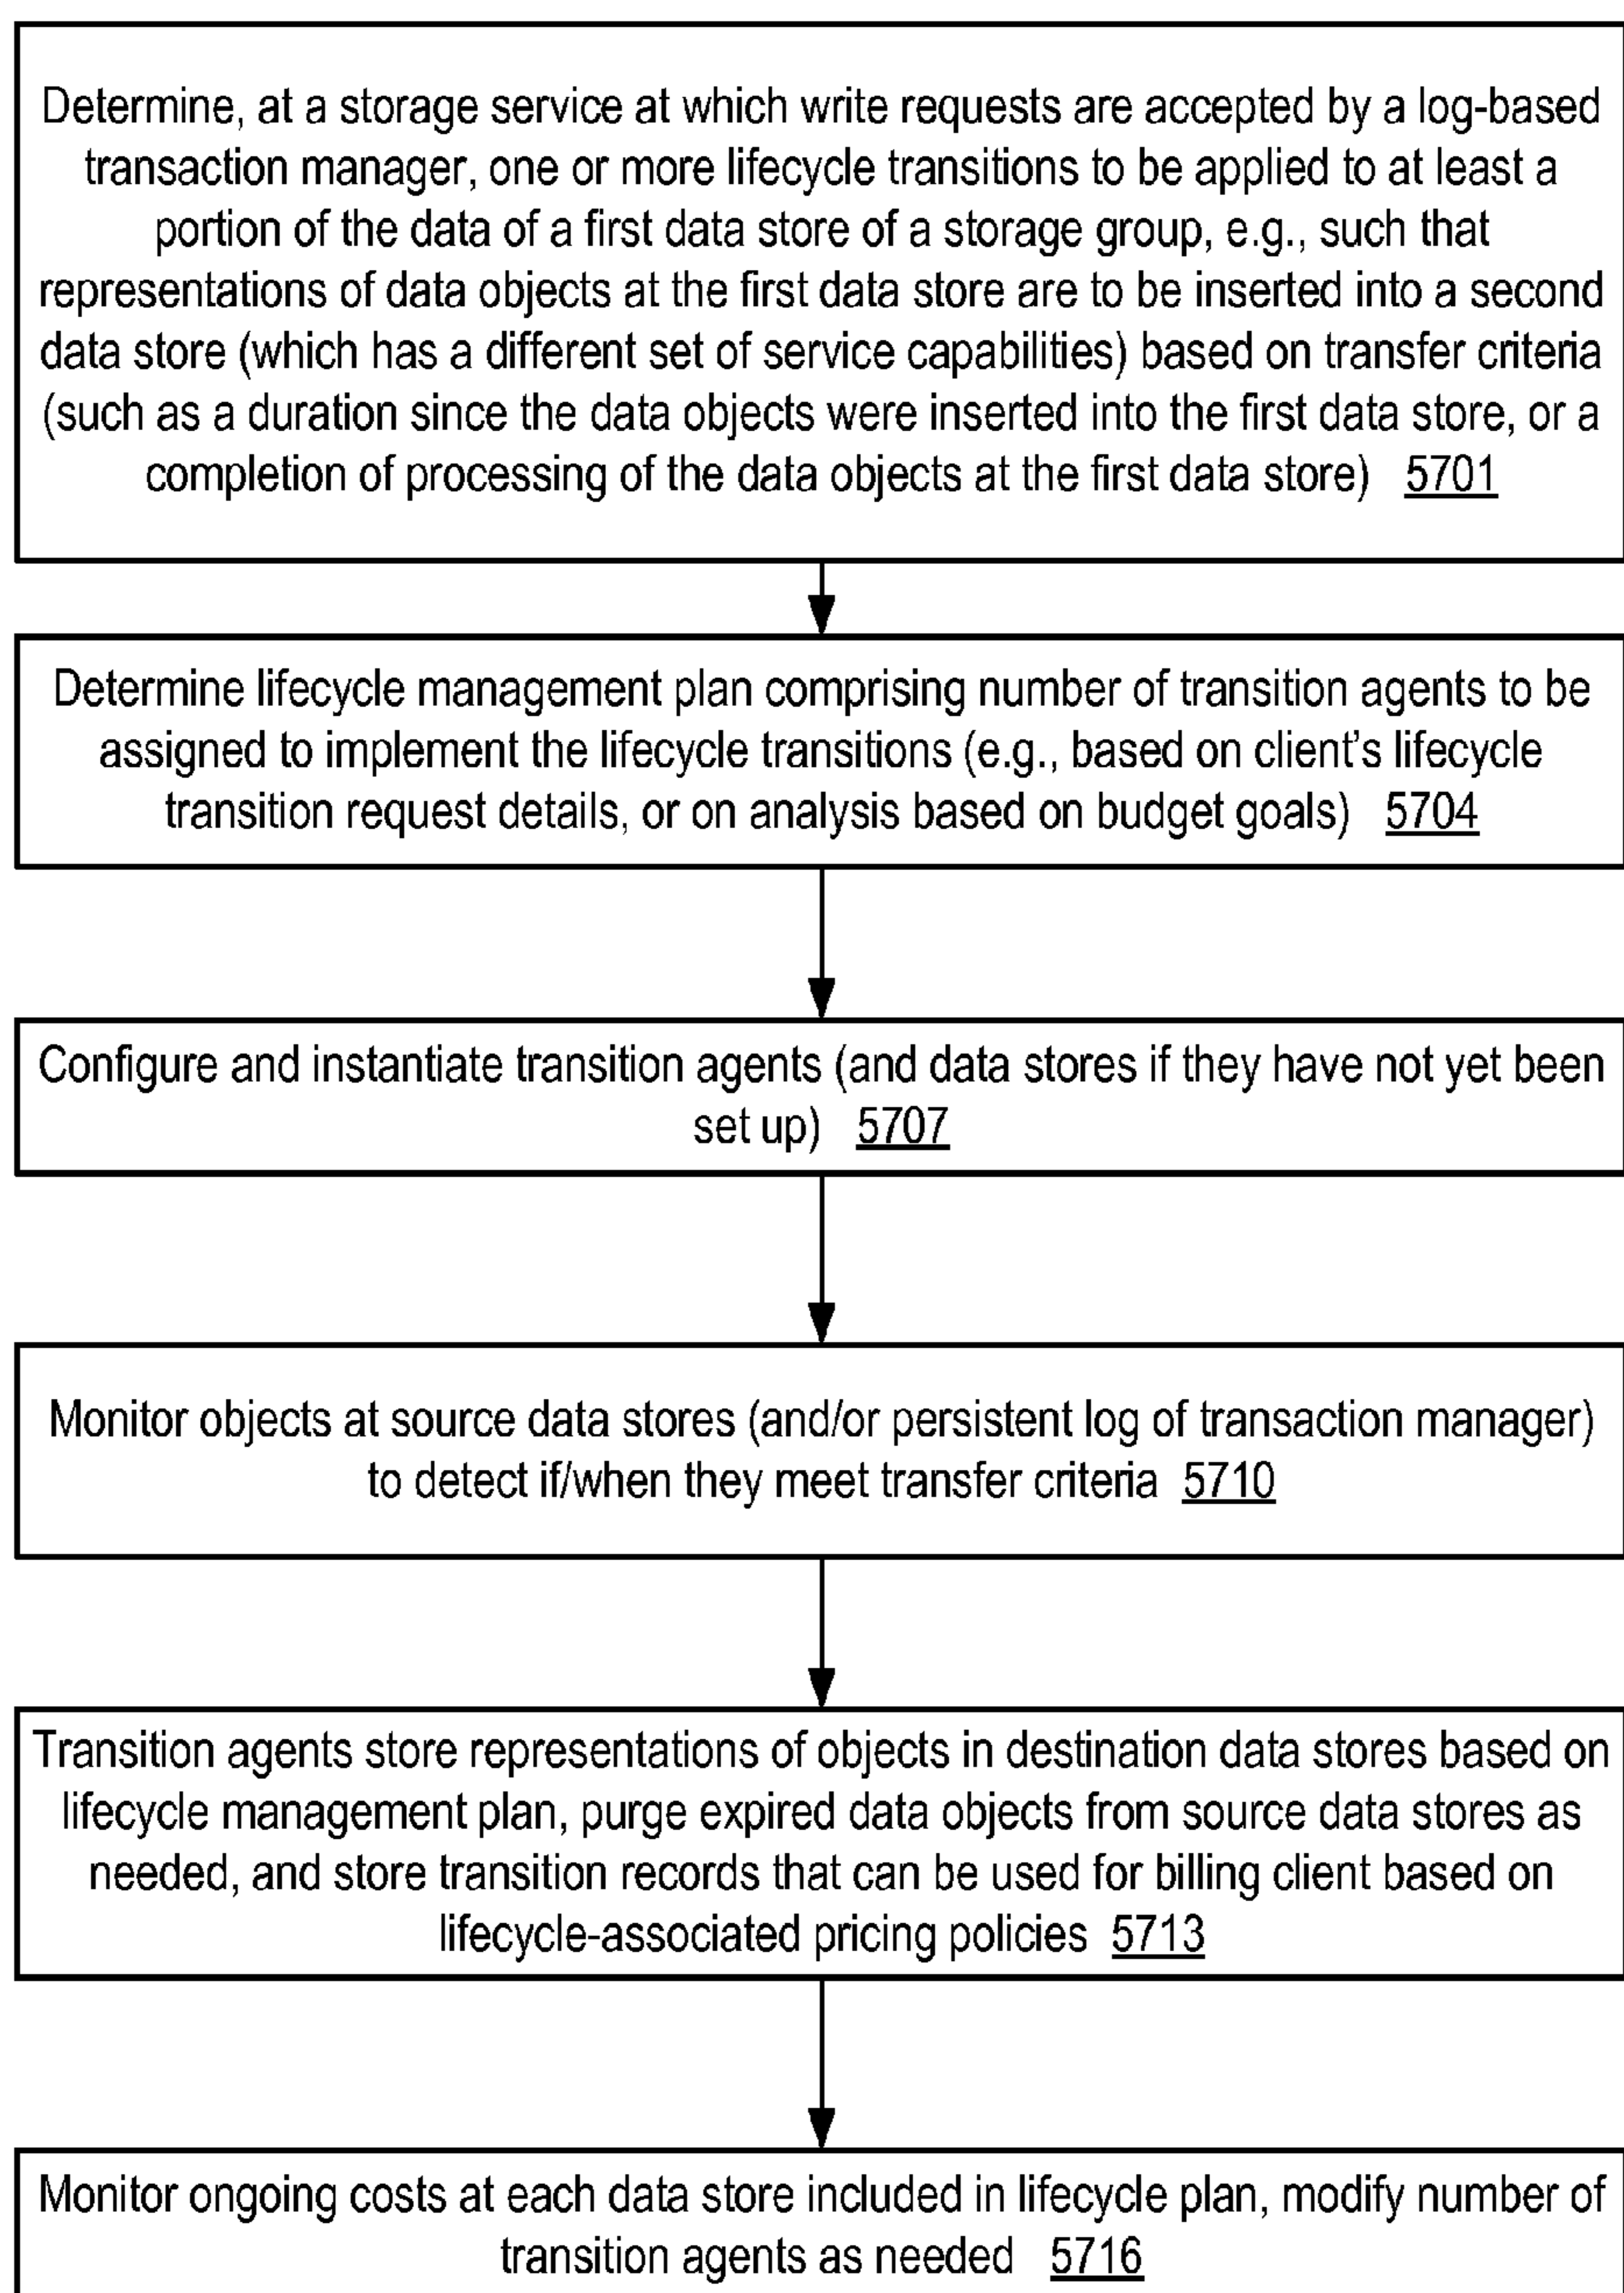 Determine, at a storage service at which write requests are accepted by a log-based
transaction manager, one or more lifecycle transitions to be applied to at least a
portion of the data of a first data store of a storage group, e.g., such that
representations of data objects at the first data store are to be inserted into a second
data store (which has a different set of service capabilities) based on transfer criteria
(such as a duration since the data objects were inserted into the first data store, or a
completion of processing of the data objects at the first data store) 5701
Determine lifecycle management plan comprising number of transition agents to be
assigned to implement the lifecycle transitions (e.g., based on client's lifecycle
transition request details, or on analysis based on budget goals) 5704
Configure and instantiate transition agents (and data stores if they have not yet been
set up) 5707
Monitor objects at source data stores (and/or persistent log of transaction manager)
to detect if/when they meet transfer criteria 5710
Transition agents store representations of objects in destination data stores based on
lifecycle management plan, purge expired data objects from source data stores as
needed, and store transition records that can be used for billing client based on
lifecycle-associated pricing policies 5713
Monitor ongoing costs at each data store included in lifecycle plan, modify number of
transition agents as needed 5716